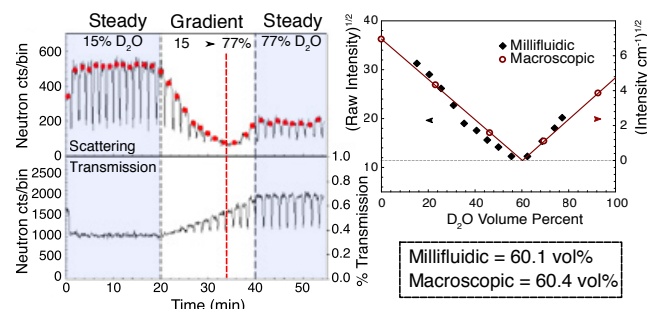 Steady Gradient Steady
15% D2O 15 ➤ 77% 77% D2O
600
400
200
0
Neutron cts/bin
Scattering
Transmission
2500
2000
1500
1000
500
0
Neutron cts/bin
1.0
0.8
0.6
0.4
0.2
0.0
% Transmission
0 10 20 30 40 50
Time (min)
(Raw Intensity)1/2
40
30
20
10
Millifluidic
Macroscopic
8
6
4
2
0
(Intensity cm-1)1/2
0 20 40 60 80 100
D2O Volume Percent
Millifluidic = 60.1 vol%
Macroscopic = 60.4 vol%